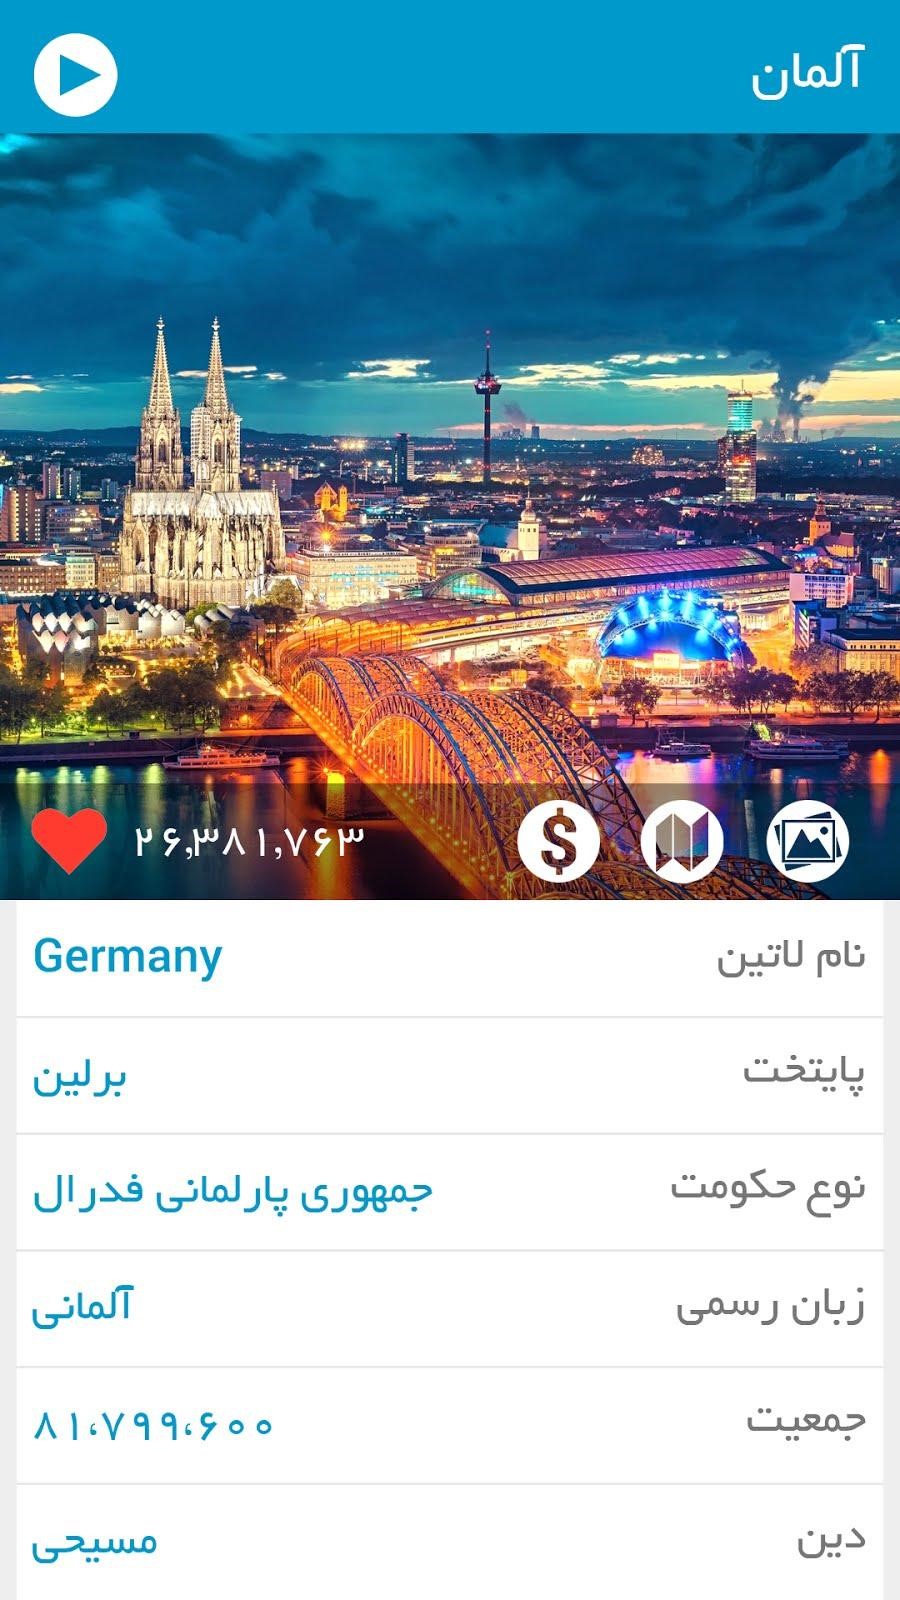 آلمان
۲۶,۳۸۱,۷۶۳
نام لاتین Germany
پایتخت برلین
نوع حکومت جمهوری پارلمانی فدرال
زبان رسمی آلمانی
جمعیت ۸۱،۷۹۹،۶۰۰
دین مسیحی